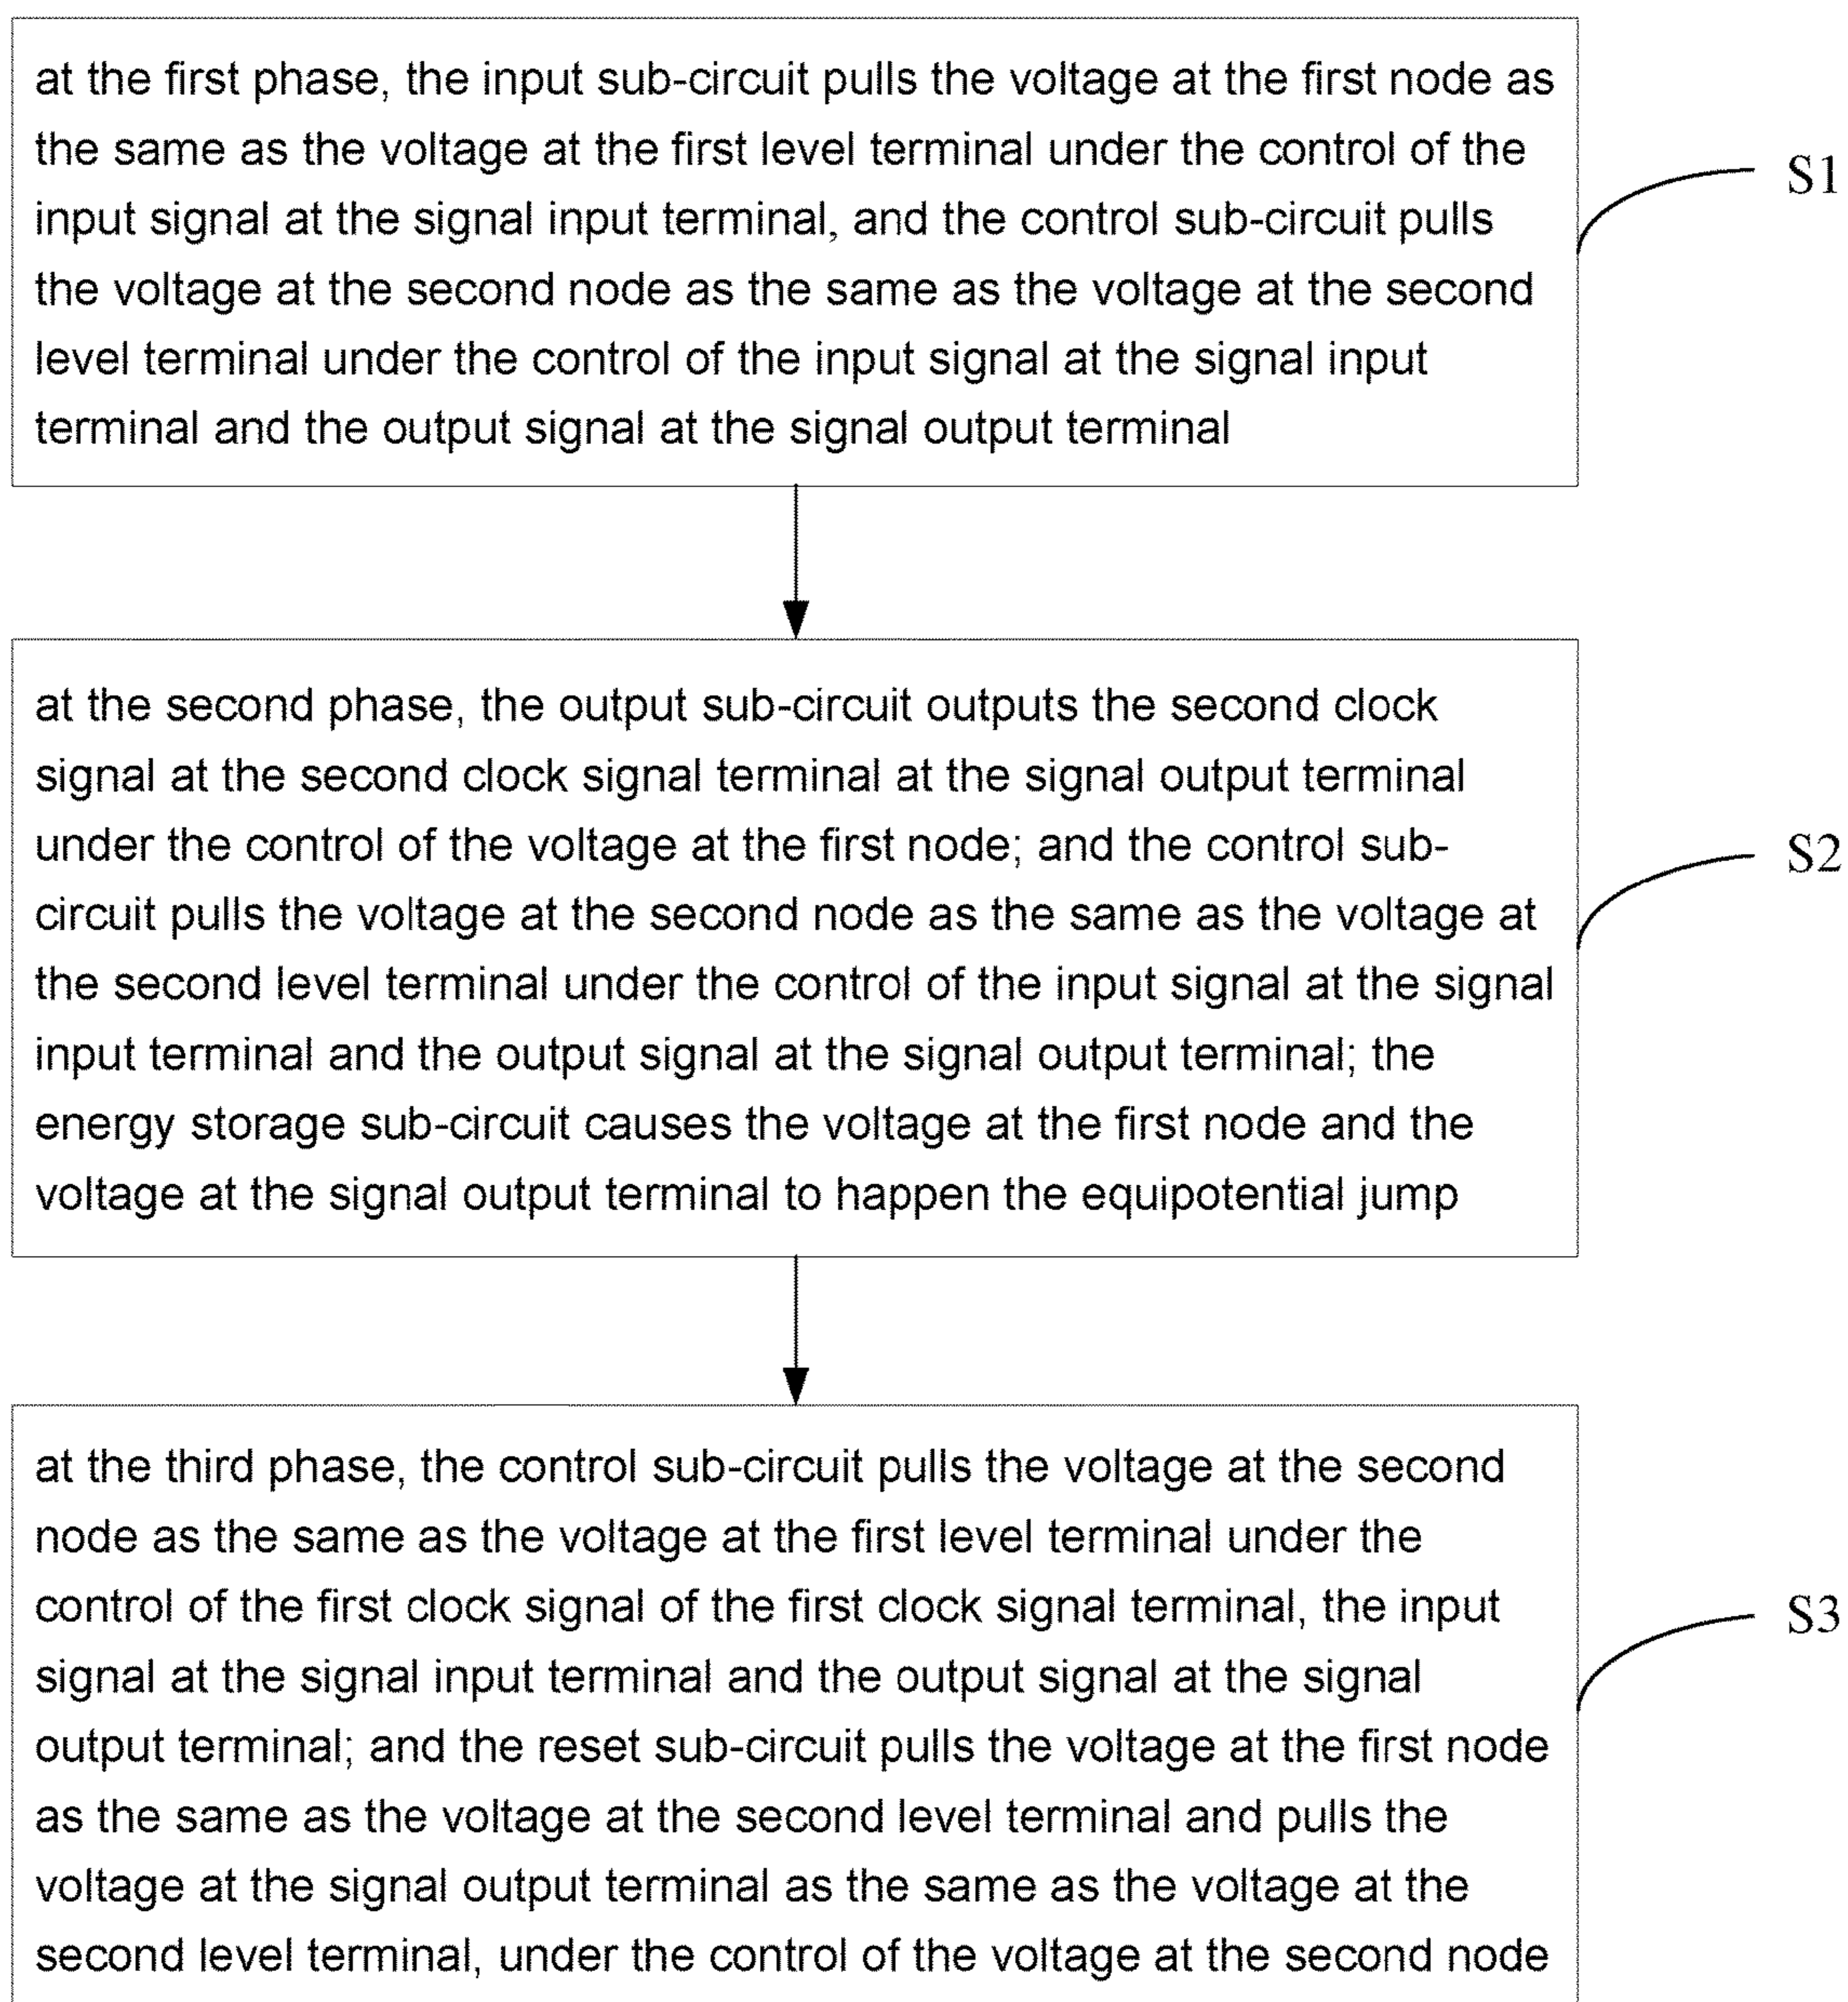 at the first phase, the input sub-circuit pulls the voltage at the first node as
the same as the voltage at the first level terminal under the control of the
input signal at the signal input terminal, and the control sub-circuit pulls
the voltage at the second node as the same as the voltage at the second
level terminal under the control of the input signal at the signal input
terminal and the output signal at the signal output terminal
S1
at the second phase, the output sub-circuit outputs the second clock
signal at the second clock signal terminal at the signal output terminal
under the control of the voltage at the first node; and the control sub-
circuit pulls the voltage at the second node as the same as the voltage at
the second level terminal under the control of the input signal at the signal
input terminal and the output signal at the signal output terminal; the
energy storage sub-circuit causes the voltage at the first node and the
voltage at the signal output terminal to happen the equipotential jump
S2
at the third phase, the control sub-circuit pulls the voltage at the second
node as the same as the voltage at the first level terminal under the
control of the first clock signal of the first clock signal terminal, the input
signal at the signal input terminal and the output signal at the signal
output terminal; and the reset sub-circuit pulls the voltage at the first node
as the same as the voltage at the second level terminal and pulls the
voltage at the signal output terminal as the same as the voltage at the
second level terminal, under the control of the voltage at the second node
S3